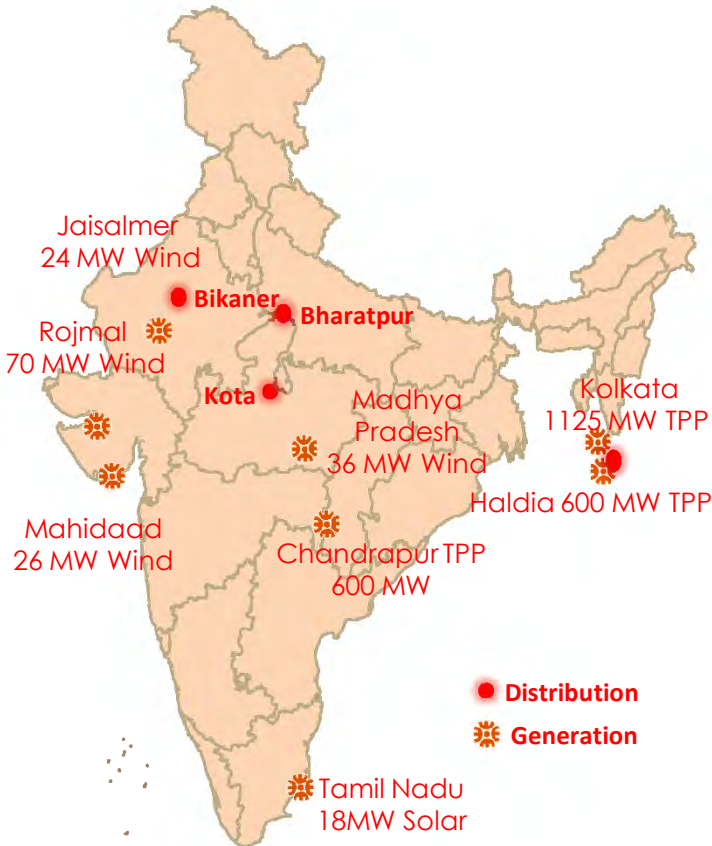 Jaisalmer
24 MW Wind
Bikaner
Bharatpur
Rojmal
70 MW Wind
Kota
Madhya
Pradesh
36 MW Wind
Kolkata
1125 MW TPP
Haldia 600 MW TPP
Mahidaad
26 MW Wind
Chandrapur TPP
600 MW
Distribution
Generation
Tamil Nadu
18MW Solar